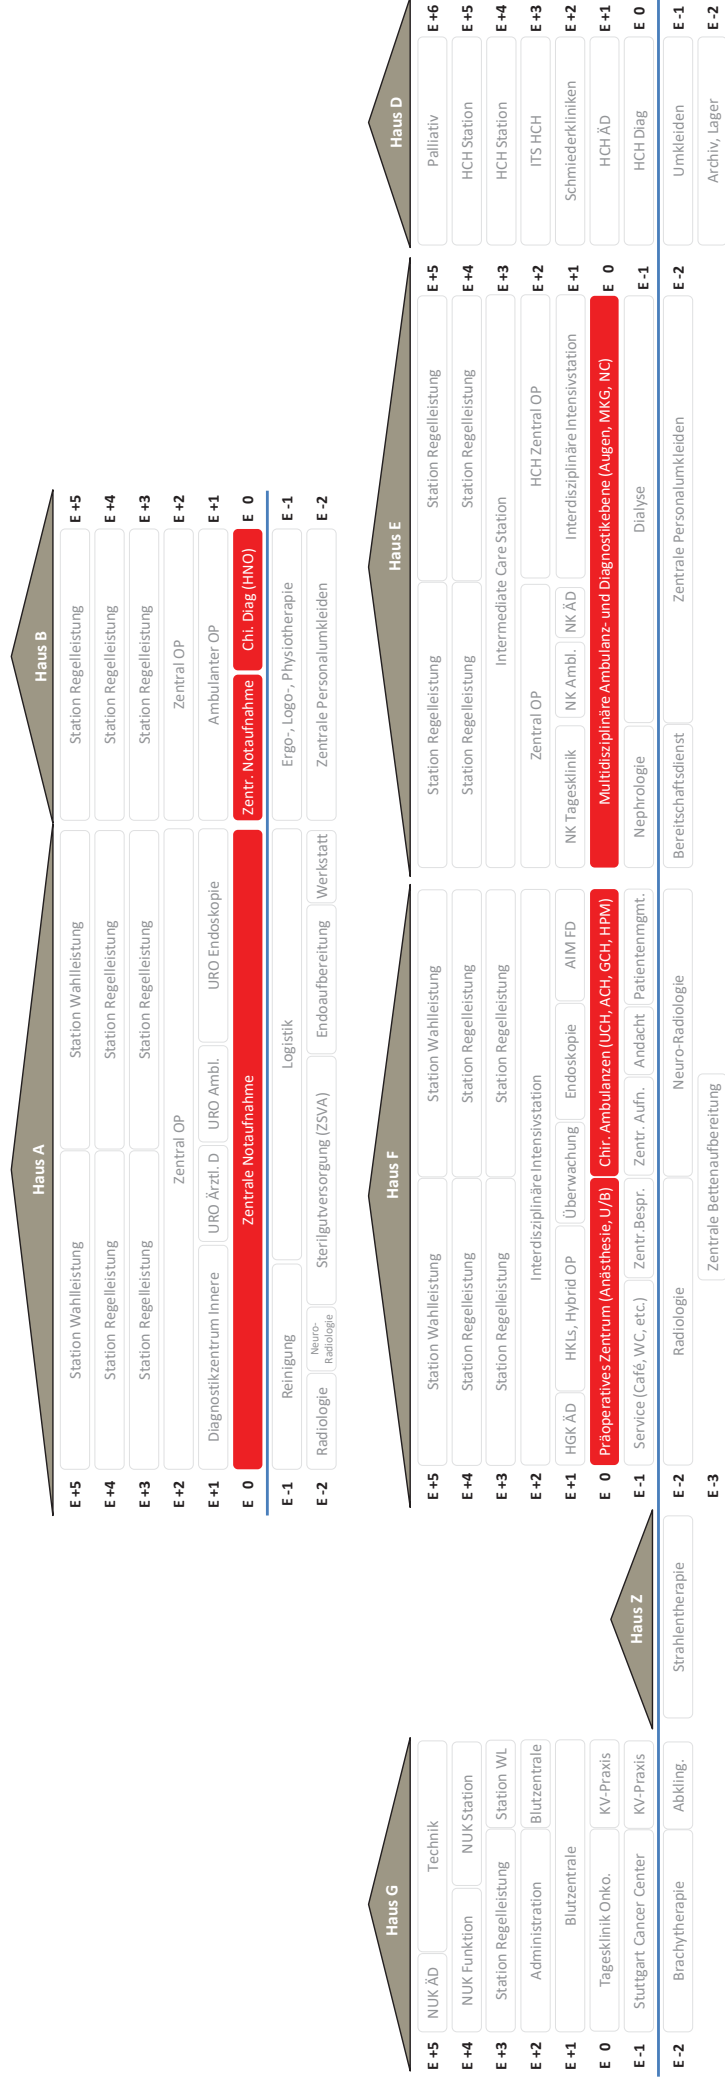 Haus A
Haus B
E +5
Station Wahlleistung
Station Wahlleistung
Station Regelleistung
E +5
E +4
Station Regelleistung
Station Regelleistung
Station Regelleistung
E +4
E +3
Station Regelleistung
Station Regelleistung
Station Regelleistung
E +3
E +2
Zentral OP
Zentral OP
E +2
E +1
Diagnostikzentrum Innere
URO Ärztl. D
URO Ambl.
URO Endoskopie
Ambulanter OP
E +1
E 0
Zentrale Notaufnahme
Zentr. Notaufnahme
Chi. Diag (HNO)
E 0
E -1
Reinigung
Logistik
Ergo-, Logo-, Physiotherapie
E -1
E -2
Radiologie
Neuro-
Radiologie
Sterilgutversorgung (ZSVA)
Endoaufbereitung
Werkstatt
Zentrale Personalumkleiden
E -2
Haus G
Haus F
Haus E
Haus D
E +5
NUK ÄD
Technik
E +5
Station Wahlleistung
Station Wahlleistung
Station Regelleistung
Station Regelleistung
E +5
Palliativ
E +6
E +4
NUK Funktion
NUK Station
E +4
Station Regelleistung
Station Regelleistung
Station Regelleistung
Station Regelleistung
E +4
HCH Station
E +5
E +3
Station Regelleistung
Station WL
E +3
Station Regelleistung
Station Regelleistung
Intermediate Care Station
E +3
HCH Station
E +4
E +2
Administration
Blutzentrale
E +2
Interdisziplinäre Intensivstation
Zentral OP
HCH Zentral OP
E +2
ITS HCH
E +3
E +1
Blutzentrale
E +1
HGK ÄD
HKLs, Hybrid OP
Überwachung
Endoskopie
AIM FD
NK Tagesklinik
NK Ambl.
NK ÄD
Interdisziplinäre Intensivstation
E +1
Schmiederkliniken
E +2
E 0
Tagesklinik Onko.
KV-Praxis
Haus Z
E 0
Präoperatives Zentrum (Anästhesie, U/B)
Chir. Ambulanzen (UCH, ACH, GCH, HPM)
Multidisziplinäre Ambulanz- und Diagnostikebene (Augen, MKG, NC)
E 0
HCH ÄD
E +1
E -1
Stuttgart Cancer Center
KV-Praxis
E -1
Service (Café, WC, etc.)
Zentr.Bespr.
Zentr. Aufn.
Andacht
Patientenmgmt.
Nephrologie
Dialyse
E -1
HCH Diag
E 0
E -2
Brachytherapie
Abkling.
Strahlentherapie
E -2
Radiologie
Neuro-Radiologie
Bereitschaftsdienst
Zentrale Personalumkleiden
E -2
Umkleiden
E -1
E -3
Zentrale Bettenaufbereitung
Archiv, Lager
E -2